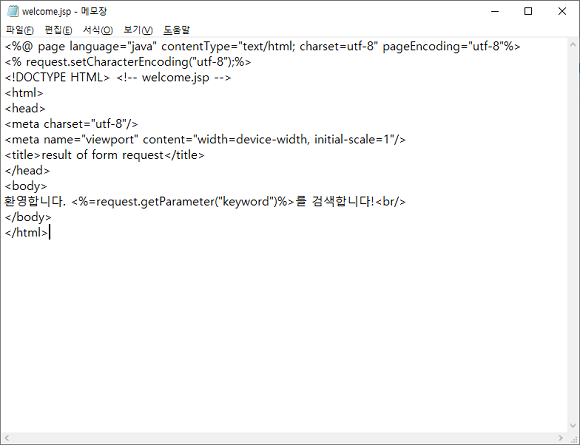 welcome.jsp - 메모장
파일(F) 편집(E) 서식(O) 보기(V) 도움말
<%@ page language="java" contentType="text/html; charset=utf-8" pageEncoding="utf-8"%>
<% request.setCharacterEncoding("utf-8");%>
<!DOCTYPE HTML> <!-- welcome.jsp -->
<html>
<head>
<meta charset="utf-8"/>
<meta name="viewport" content="width=device-width, initial-scale=1"/>
<title>result of form request</title>
</head>
<body>
환영합니다. <%=request.getParameter("keyword")%>를 검색합니다!<br/>
</body>
</html>